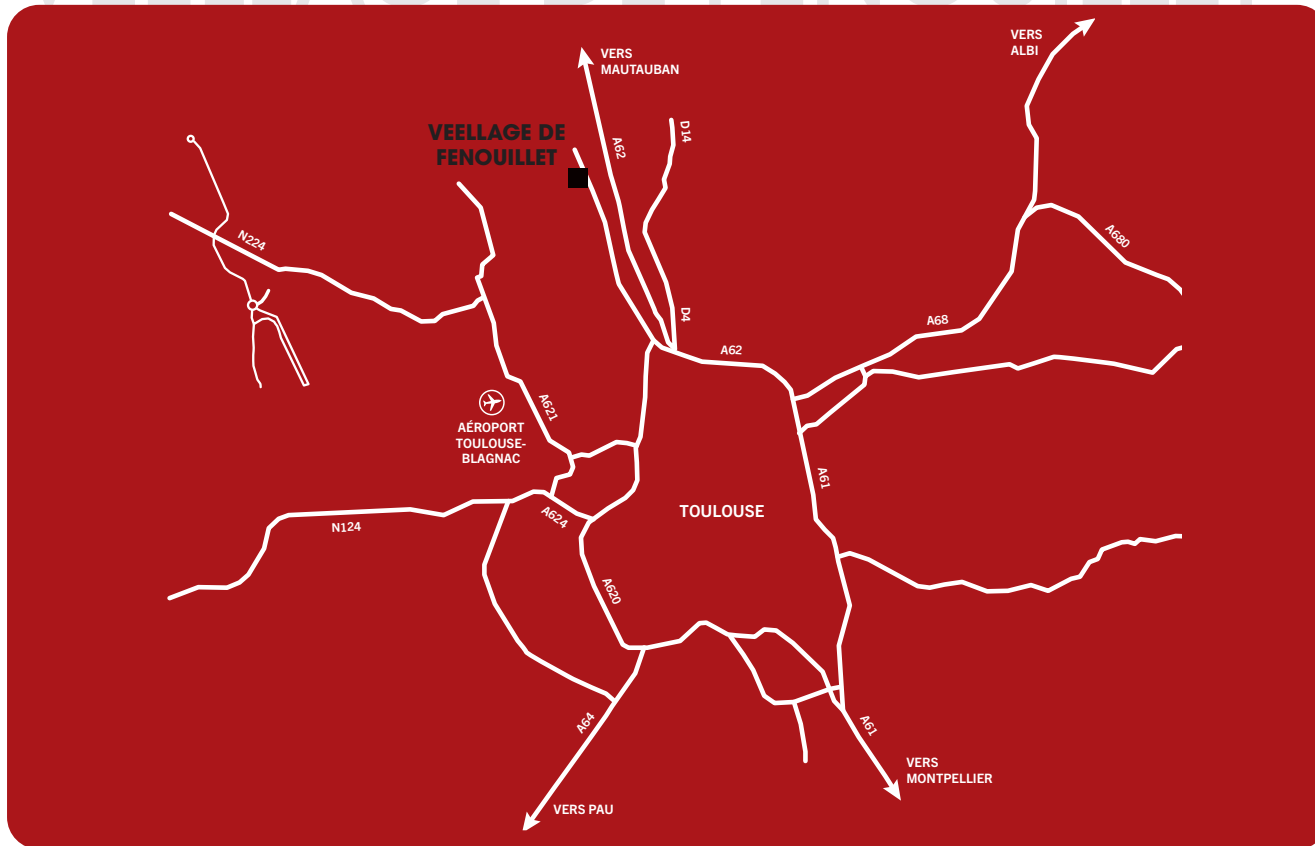 VERS
ALBI
VERS
MAUTAUBAN
VEELLAGE DE
FENOUILLET
A62
D14
N224
A680
D4
A68
A62
A621
AÉROPORT
TOULOUSE-
BLAGNAC
A61
TOULOUSE
A624
N124
A620
A64
A61
VERS
MONTPELLIER
VERS PAU